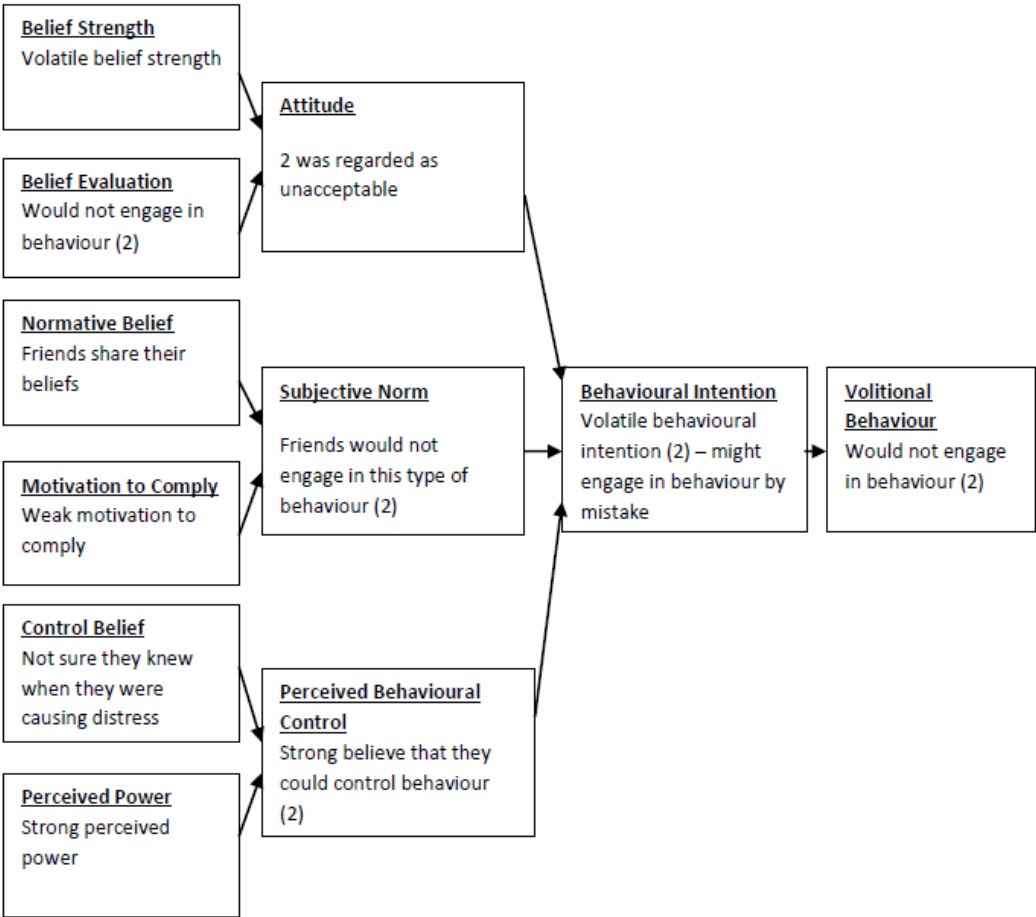 Belief Strength
Volatile belief strength
Belief Evaluation
Would not engage in
behaviour (2)
Attitude
2 was regarded as
unacceptable
Normative Belief
Friends share their
beliefs
Motivation to Comply
Weak motivation to
comply
Subjective Norm
Friends would not
engage in this type of
behaviour (2)
Control Belief
Not sure they knew
when they were
causing distress
Perceived Power
Strong perceived
power
Perceived Behavioural
Control
Strong believe that they
could control behaviour
(2)
Behavioural Intention
Volatile behavioural
intention (2) – might
engage in behaviour by
mistake
Volitional
Behaviour
Would not engage
in behaviour (2)